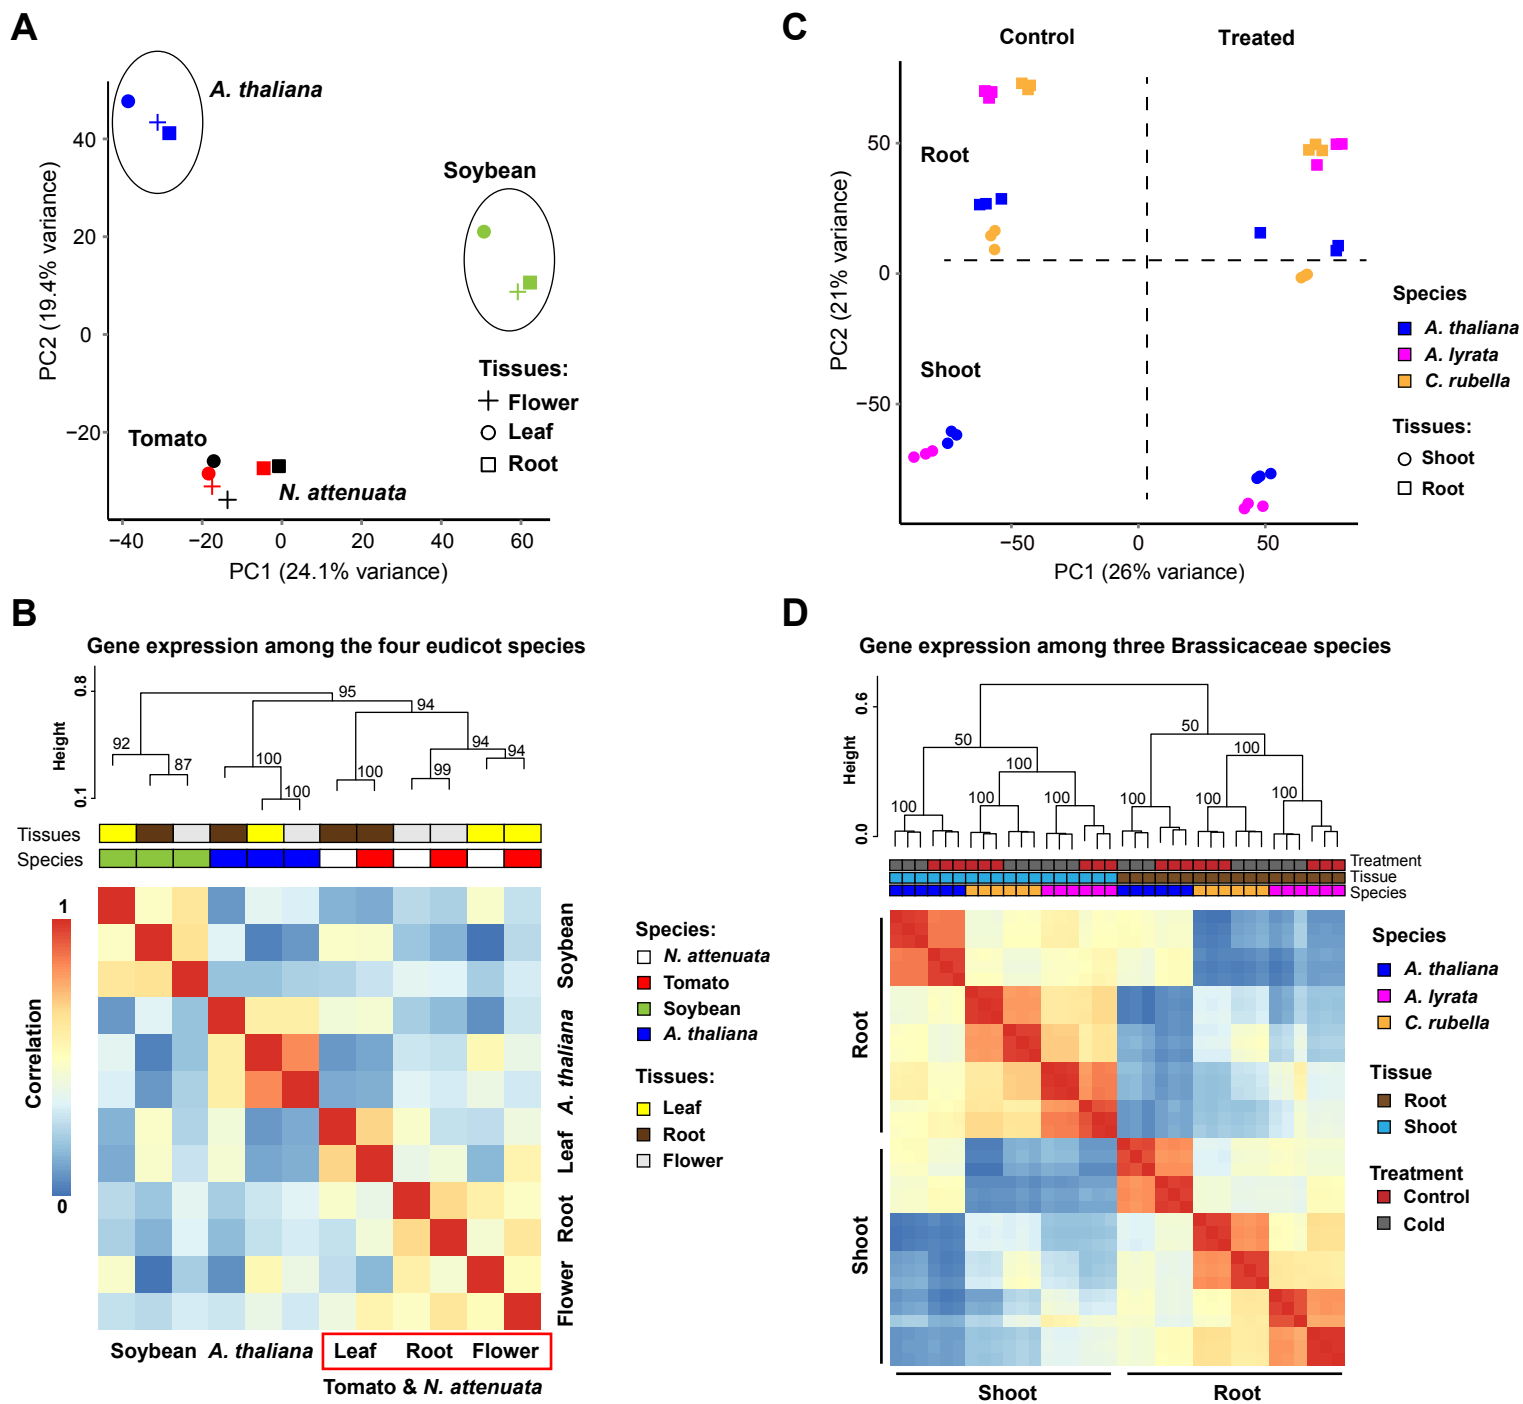 A
A. thaliana
Soybean
Tomato
N. attenuata
40
20
0
−20
−40
−20
0
20
40
60
PC2 (19.4% variance)
PC1 (24.1% variance)
Tissues:
Flower
Leaf
Root
C
Control
Treated
Root
Shoot
50
0
−50
−50
0
50
PC2 (21% variance)
PC1 (26% variance)
Species
A. thaliana
A. lyrata
C. rubella
Tissues:
Shoot
Root
B
Gene expression among the four eudicot species
Height
0.8
0.1
95
94
92
87
100
100
100
94
94
99
Tissues
Species
Correlation
1
0
Soybean
A. thaliana
Leaf
Root
Flower
Soybean
A. thaliana
Leaf
Root
Flower
Tomato & N. attenuata
Species:
N. attenuata
Tomato
Soybean
A. thaliana
Tissues:
Leaf
Root
Flower
D
Gene expression among three Brassicaceae species
Height
0.6
0.0
50
50
100
100
100
100
100
100
100
100
Treatment
Tissue
Species
Root
Shoot
Shoot
Root
Species
A. thaliana
A. lyrata
C. rubella
Tissue
Root
Shoot
Treatment
Control
Cold